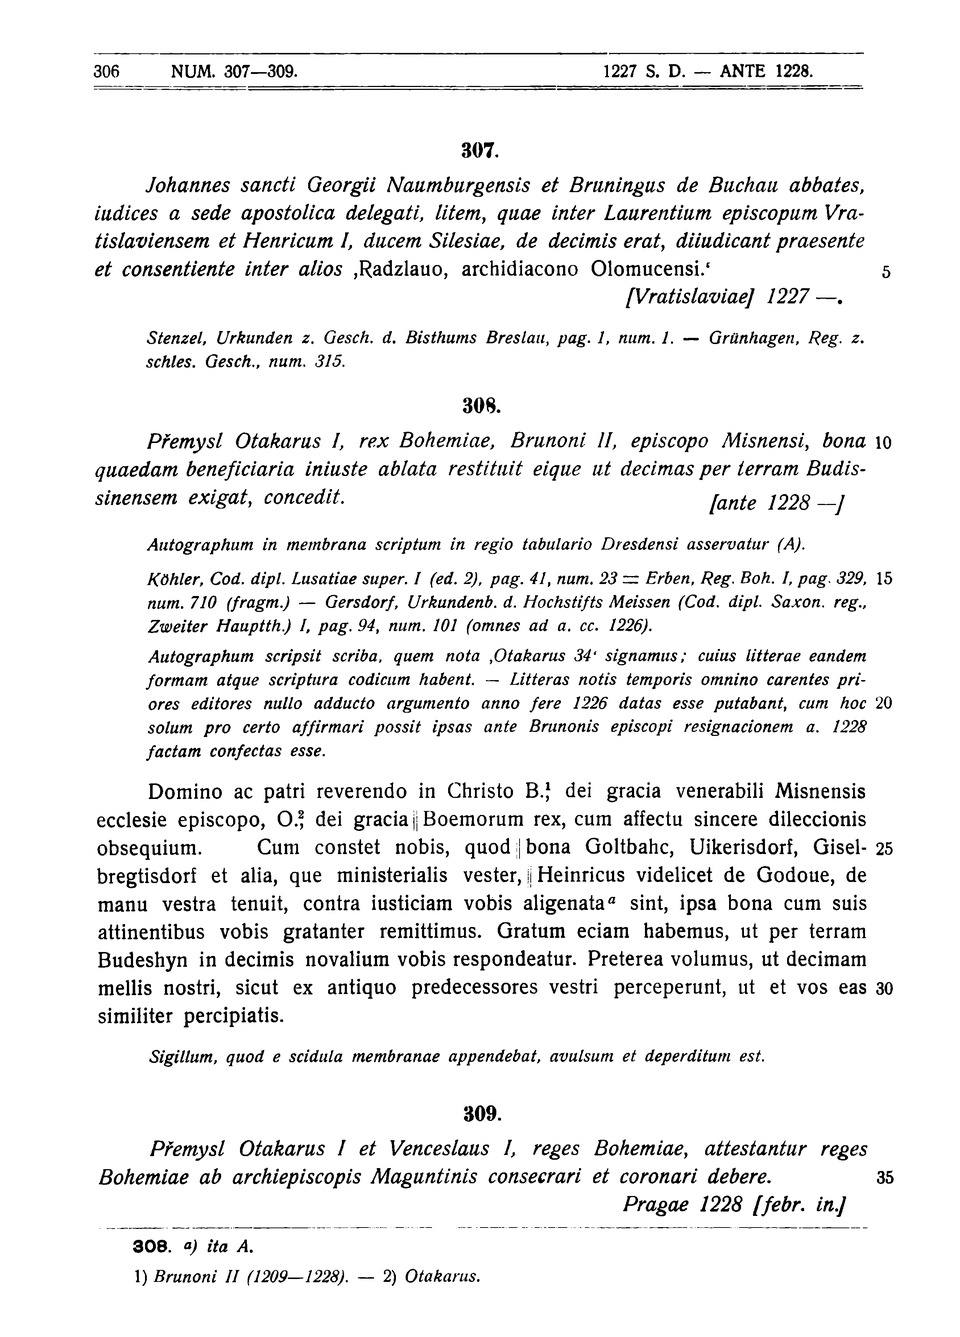 306 NUM. 307—309. 1227 S. D. — ANTE 1228.
307.
Johannes sancti Georgii Naumburgensis et Bruningus de Buchau abbates,
iudices a sede apostolica delegati, litem, quae inter Laurentium episcopum Vra-
tislaviensem et Henricum I, ducem Silesiae, de decimis erat, diiudicant praesente
et consentiente inter alios ‚Radzlauo, archidiacono Olomucensi.‘ 5
[Vratislaviae] 1227 —.
Stenzel, Urkunden z. Gesch. d. Bisthums Breslau, pag. 1, num. 1. — Grünhagen, Reg. z.
schles. Gesch., num. 315.
308.
Přemysl Otakarus I, rex Bohemiae, Brunoni II, episcopo Misnensi, bona 10
quaedam beneficiaria iniuste ablata restituit eique ut decimas per terram Budis-
sinensem exigat, concedit. [ante 1228 —]
Autographum in membrana scriptum in regio tabulario Dresdensi asservatur (A).
Köhler, Cod. dipl. Lusatiae super. I (ed. 2), pag. 41, num. 23 = Erben, Reg. Boh. I, pag. 329, 15
num. 710 (fragm.) — Gersdorf, Urkundenb. d. Hochstifts Meissen (Cod. dipl. Saxon. reg.,
Zweiter Hauptth.) I, pag. 94, num. 101 (omnes ad a. cc. 1226).
Autographum scripsit scriba, quem nota ‚Otakarus 34‘ signamus; cuius litterae eandem
formam atque scriptura codicum habent. — Litteras notis temporis omnino carentes pri-
ores editores nullo adducto argumento anno fere 1226 datas esse putabant, cum hoc 20
solum pro certo affirmari possit ipsas ante Brunonis episcopi resignacionem a. 1228
factam confectas esse.
Domino ac patri reverendo in Christo B.,¹ dei gracia venerabili Misnensis
ecclesie episcopo, O.,² dei gracia || Boemorum rex, cum affectu sincere dileccionis
obsequium. Cum constet nobis, quod || bona Goltbahc, Uikerisdorf, Gisel- 25
bregtisdorf et alia, que ministerialis vester, || Heinricus videlicet de Godoue, de
manu vestra tenuit, contra iusticiam vobis aligenata ᵃ sint, ipsa bona cum suis
attinentibus vobis gratanter remittimus. Gratum eciam habemus, ut per terram
Budeshyn in decimis novalium vobis respondeatur. Preterea volumus, ut decimam
mellis nostri, sicut ex antiquo predecessores vestri perceperunt, ut et vos eas 30
similiter percipiatis.
Sigillum, quod e scidula membranae appendebat, avulsum et deperditum est.
309.
Přemysl Otakarus I et Venceslaus I, reges Bohemiae, attestantur reges
Bohemiae ab archiepiscopis Maguntinis consecrari et coronari debere. 35
Pragae 1228 [febr. in.]
308. a) ita A.
1) Brunoni II (1209—1228). — 2) Otakarus.